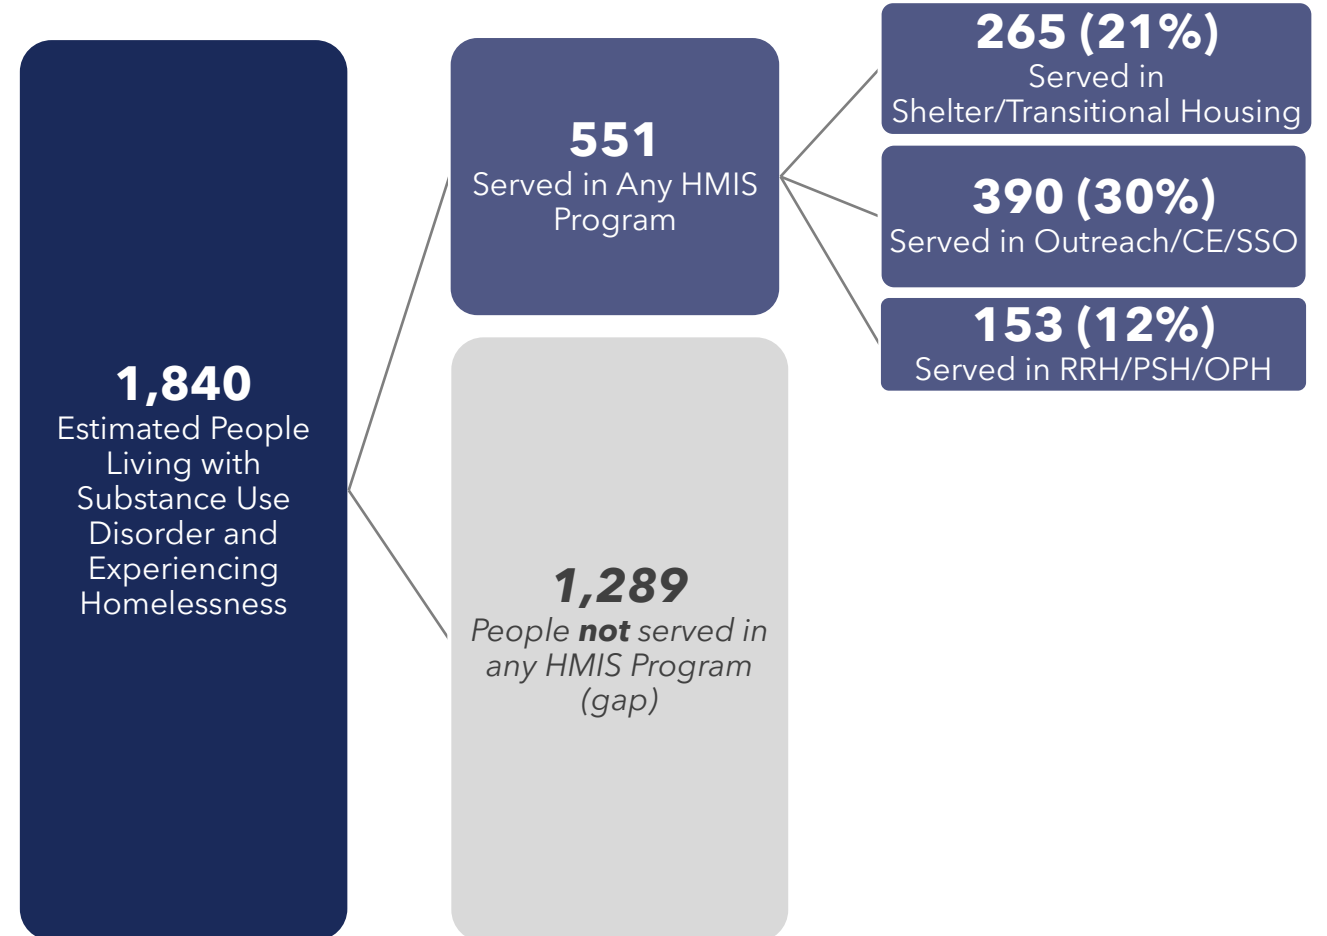 1,840
Estimated People
Living with
Substance Use
Disorder and
Experiencing
Homelessness
551
Served in Any HMIS
Program
1,289
People not served in
any HMIS Program
(gap)
265 (21%)
Served in
Shelter/Transitional Housing
390 (30%)
Served in Outreach/CE/SSO
153 (12%)
Served in RRH/PSH/OPH